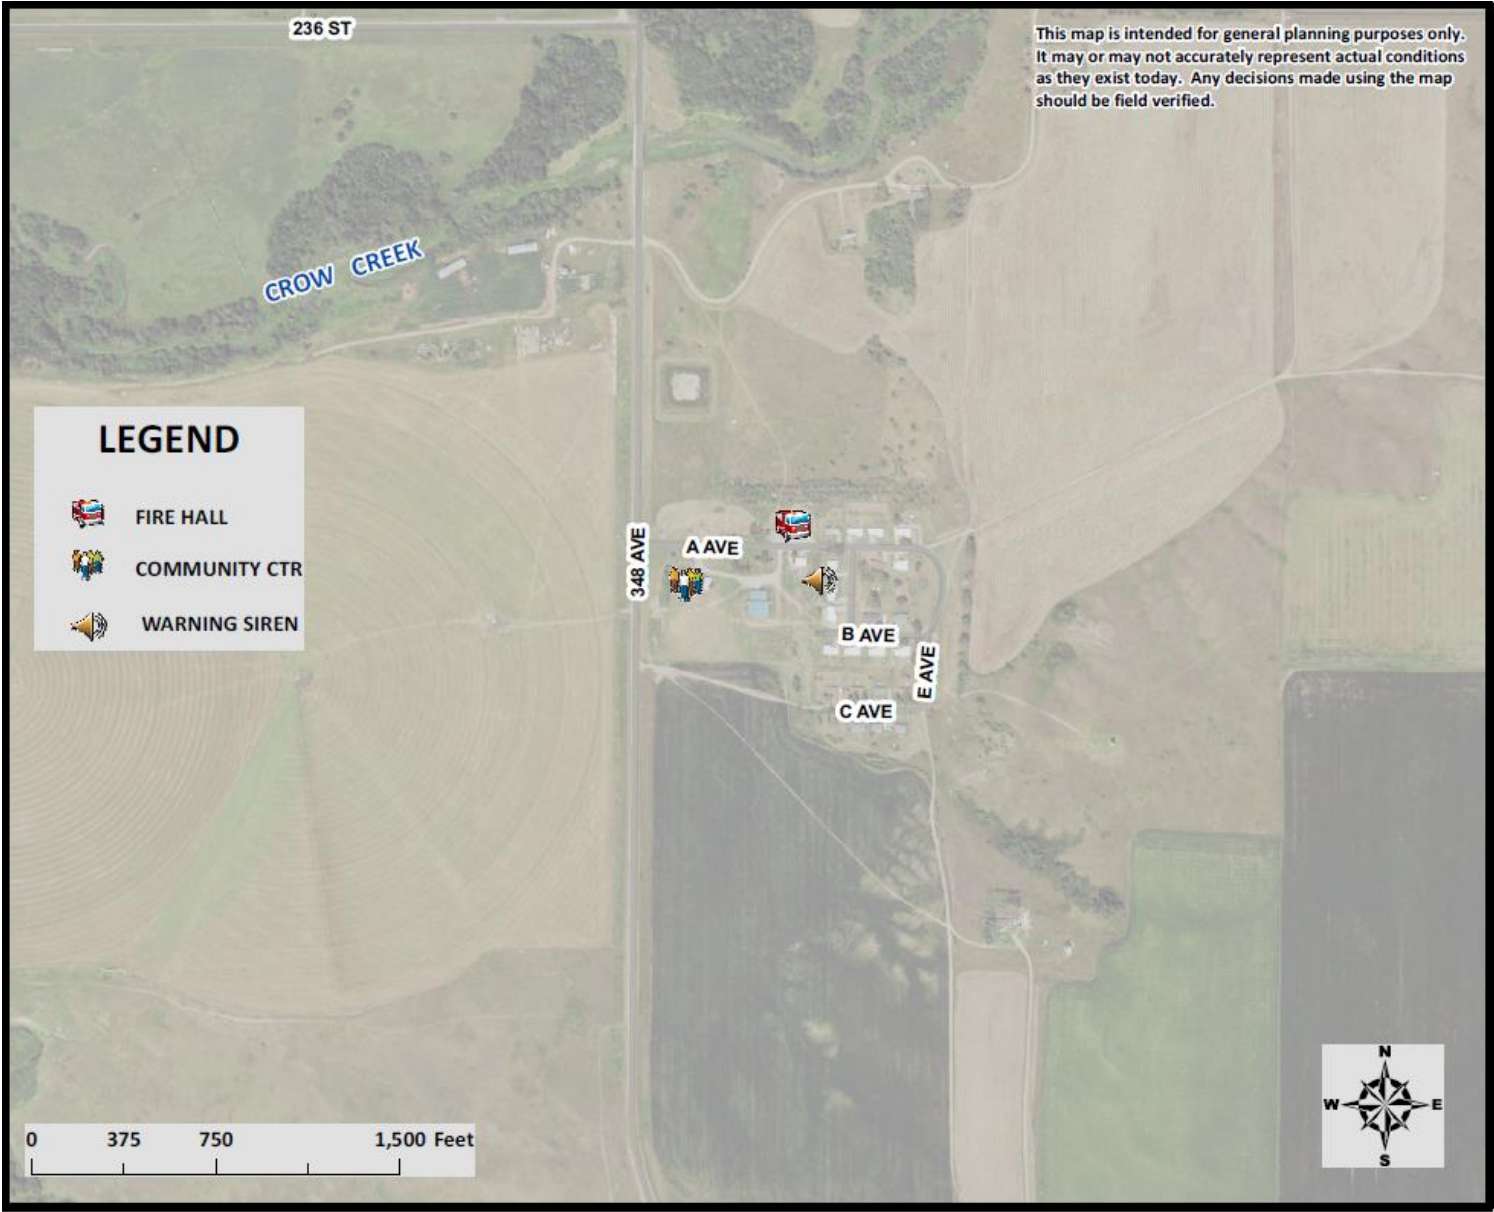 236 ST
This map is intended for general planning purposes only.
It may or may not accurately represent actual conditions
as they exist today. Any decisions made using the map
should be field verified.
CROW CREEK
LEGEND
FIRE HALL
COMMUNITY CTR
WARNING SIREN
348 AVE
A AVE
B AVE
E AVE
C AVE
0 375 750 1,500 Feet
N
W E
S